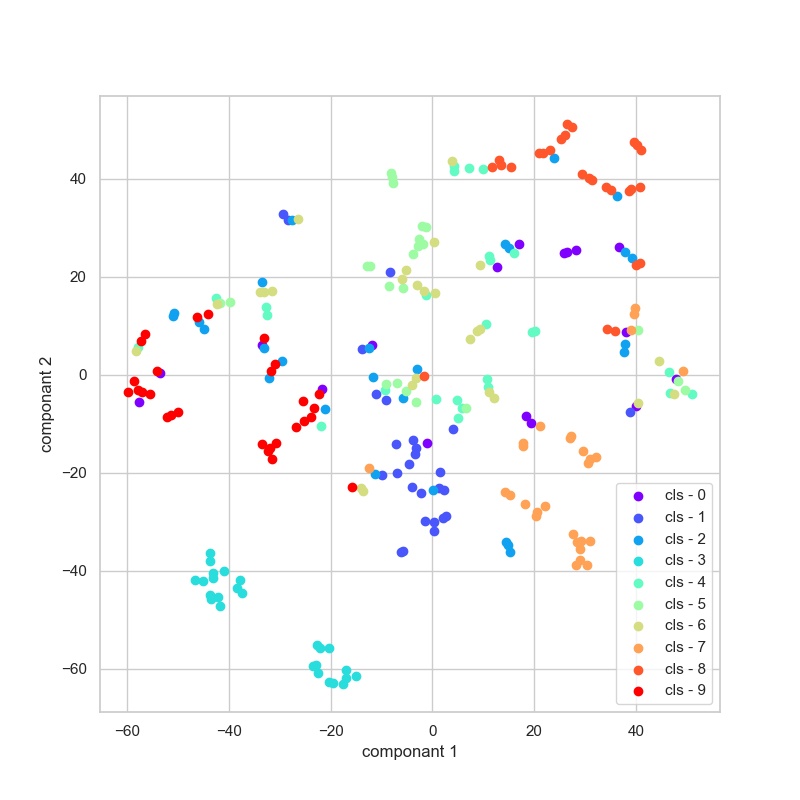 componant 2
40
20
0
−20
−40
−60
−60
−40
−20
0
20
40
componant 1
cls - 0
cls - 1
cls - 2
cls - 3
cls - 4
cls - 5
cls - 6
cls - 7
cls - 8
cls - 9